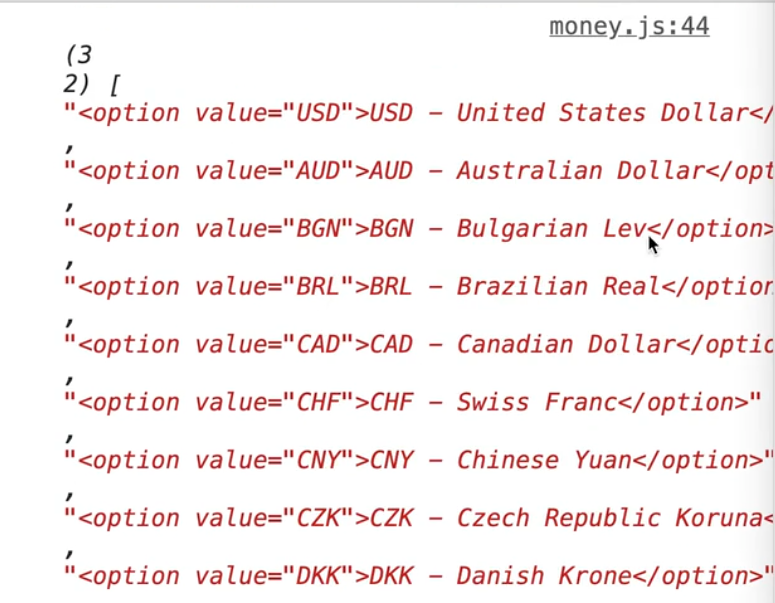 money.js:44
(3
2) [
"<option value="USD">USD – United States Dollar</
,
"<option value="AUD">AUD – Australian Dollar</opt
,
"<option value="BGN">BGN – Bulgarian Lev</option>
,
"<option value="BRL">BRL – Brazilian Real</option
,
"<option value="CAD">CAD – Canadian Dollar</optio
,
"<option value="CHF">CHF – Swiss Franc</option>"
,
"<option value="CNY">CNY – Chinese Yuan</option>"
,
"<option value="CZK">CZK – Czech Republic Koruna<
,
"<option value="DKK">DKK – Danish Krone</option>"